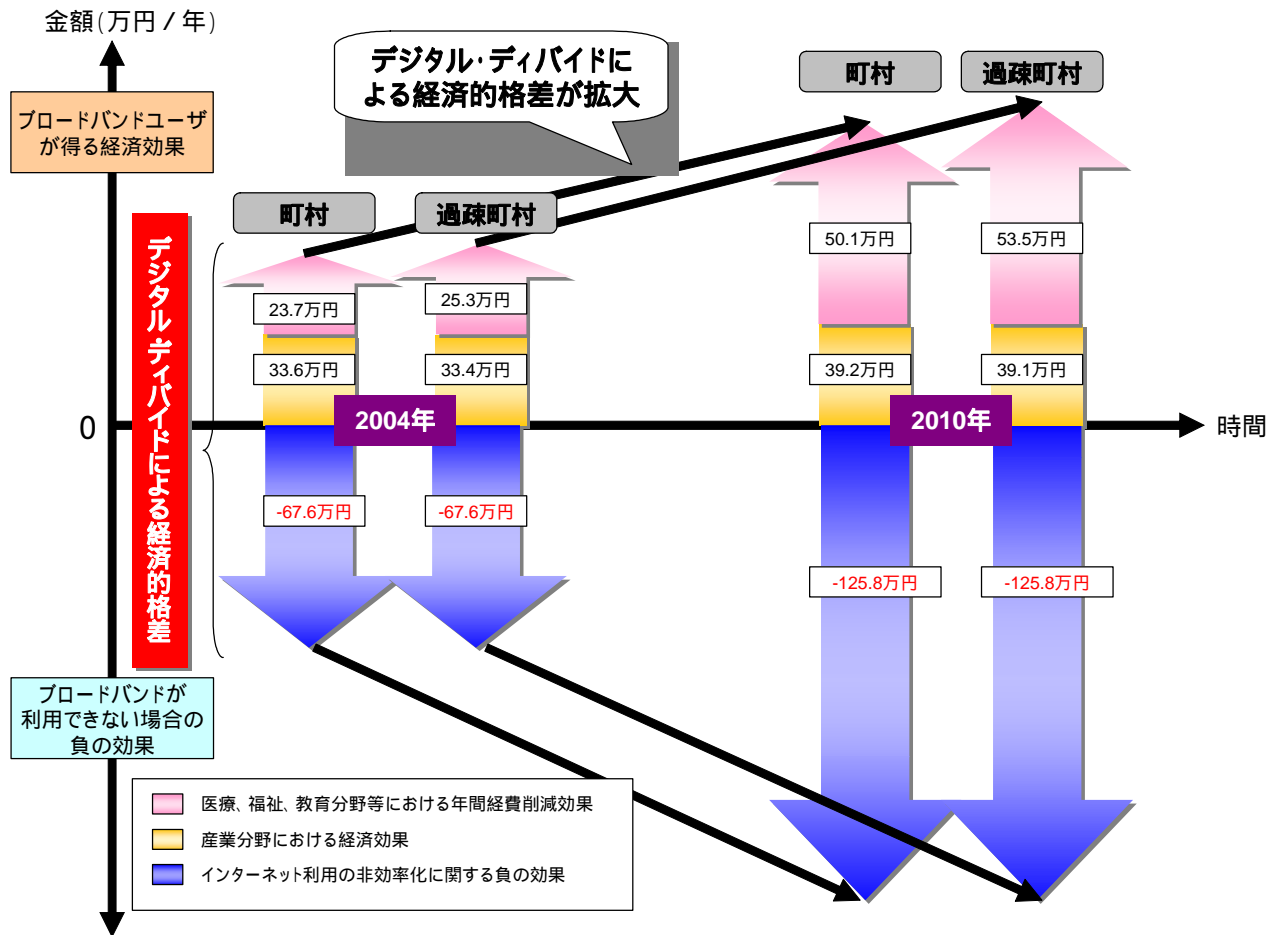 金額(万円 / 年)
デジタル・ディバイドに
よる経済的格差が拡大
町村
過疎町村
ブロードバンドユーザ
が得る経済効果
町村
過疎町村
デジタル・ディバイドによる経済的格差
50.1万円
53.5万円
23.7万円
25.3万円
33.6万円
33.4万円
39.2万円
39.1万円
0
2004年
2010年
時間
-67.6万円
-67.6万円
-125.8万円
-125.8万円
ブロードバンドが
利用できない場合の
負の効果
医療、福祉、教育分野等における年間経費削減効果
産業分野における経済効果
インターネット利用の非効率化に関する負の効果